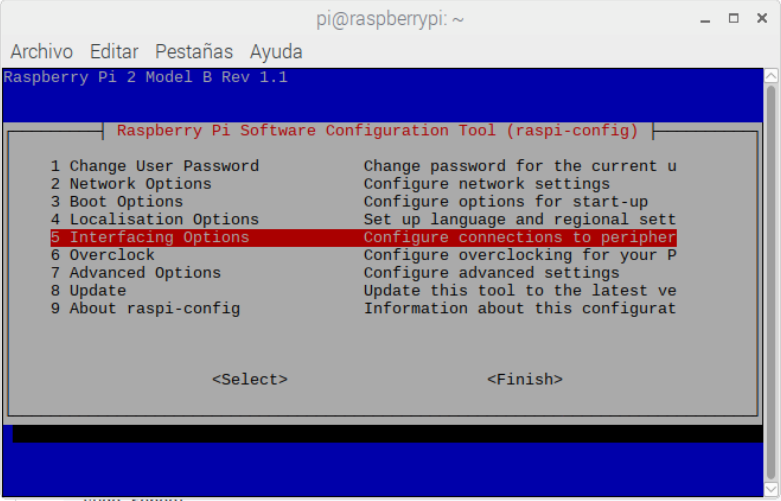 pi@raspberrypi: ~
Archivo Editar Pestañas Ayuda
Raspberry Pi 2 Model B Rev 1.1
Raspberry Pi Software Configuration Tool (raspi-config)
1 Change User Password Change password for the current u
2 Network Options Configure network settings
3 Boot Options Configure options for start-up
4 Localisation Options Set up language and regional sett
5 Interfacing Options Configure connections to peripher
6 Overclock Configure overclocking for your P
7 Advanced Options Configure advanced settings
8 Update Update this tool to the latest ve
9 About raspi-config Information about this configurat
<Select> <Finish>